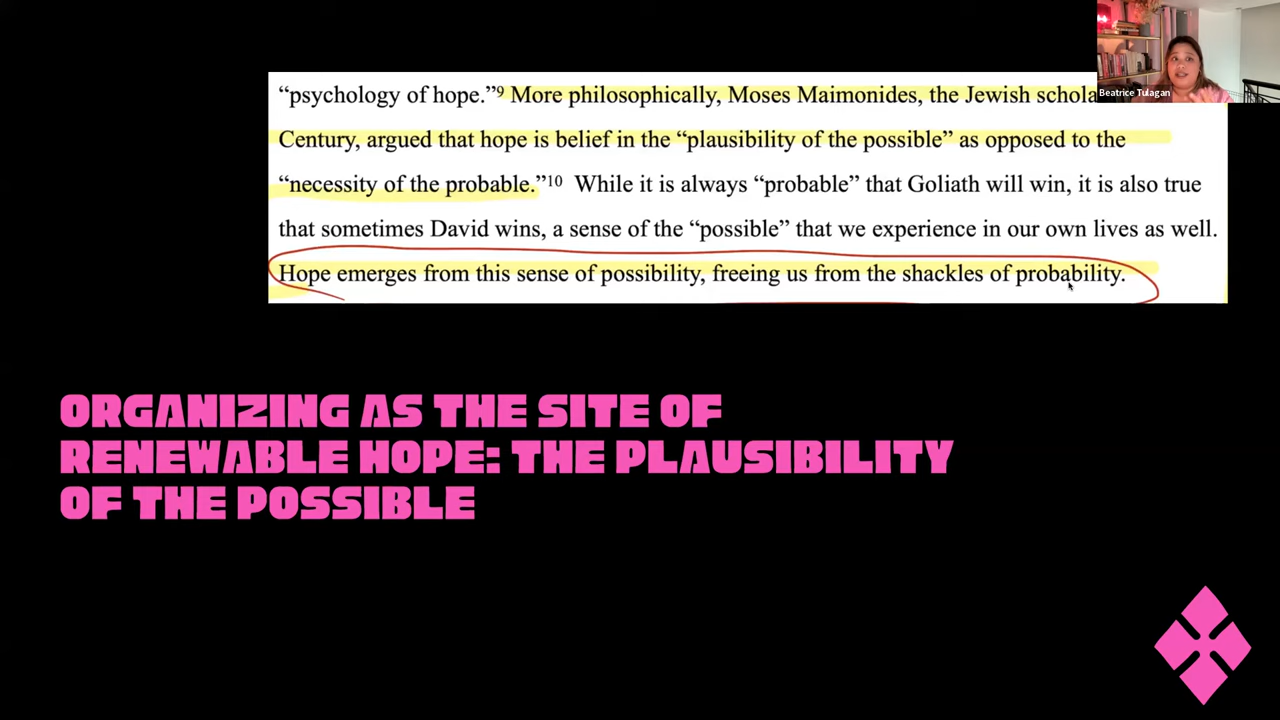 Beatrice Tulagan
“psychology of hope.”9 More philosophically, Moses Maimonides, the Jewish
Century, argued that hope is belief in the “plausibility of the possible” as opposed to the
“necessity of the probable.”10 While it is always “probable” that Goliath will win, it is also true
that sometimes David wins, a sense of the “possible” that we experience in our own lives as well.
Hope emerges from this sense of possibility, freeing us from the shackles of probability.
ORGANIZING AS THE SITE OF
RENEWABLE HOPE: THE PLAUSIBILITY
OF THE POSSIBLE